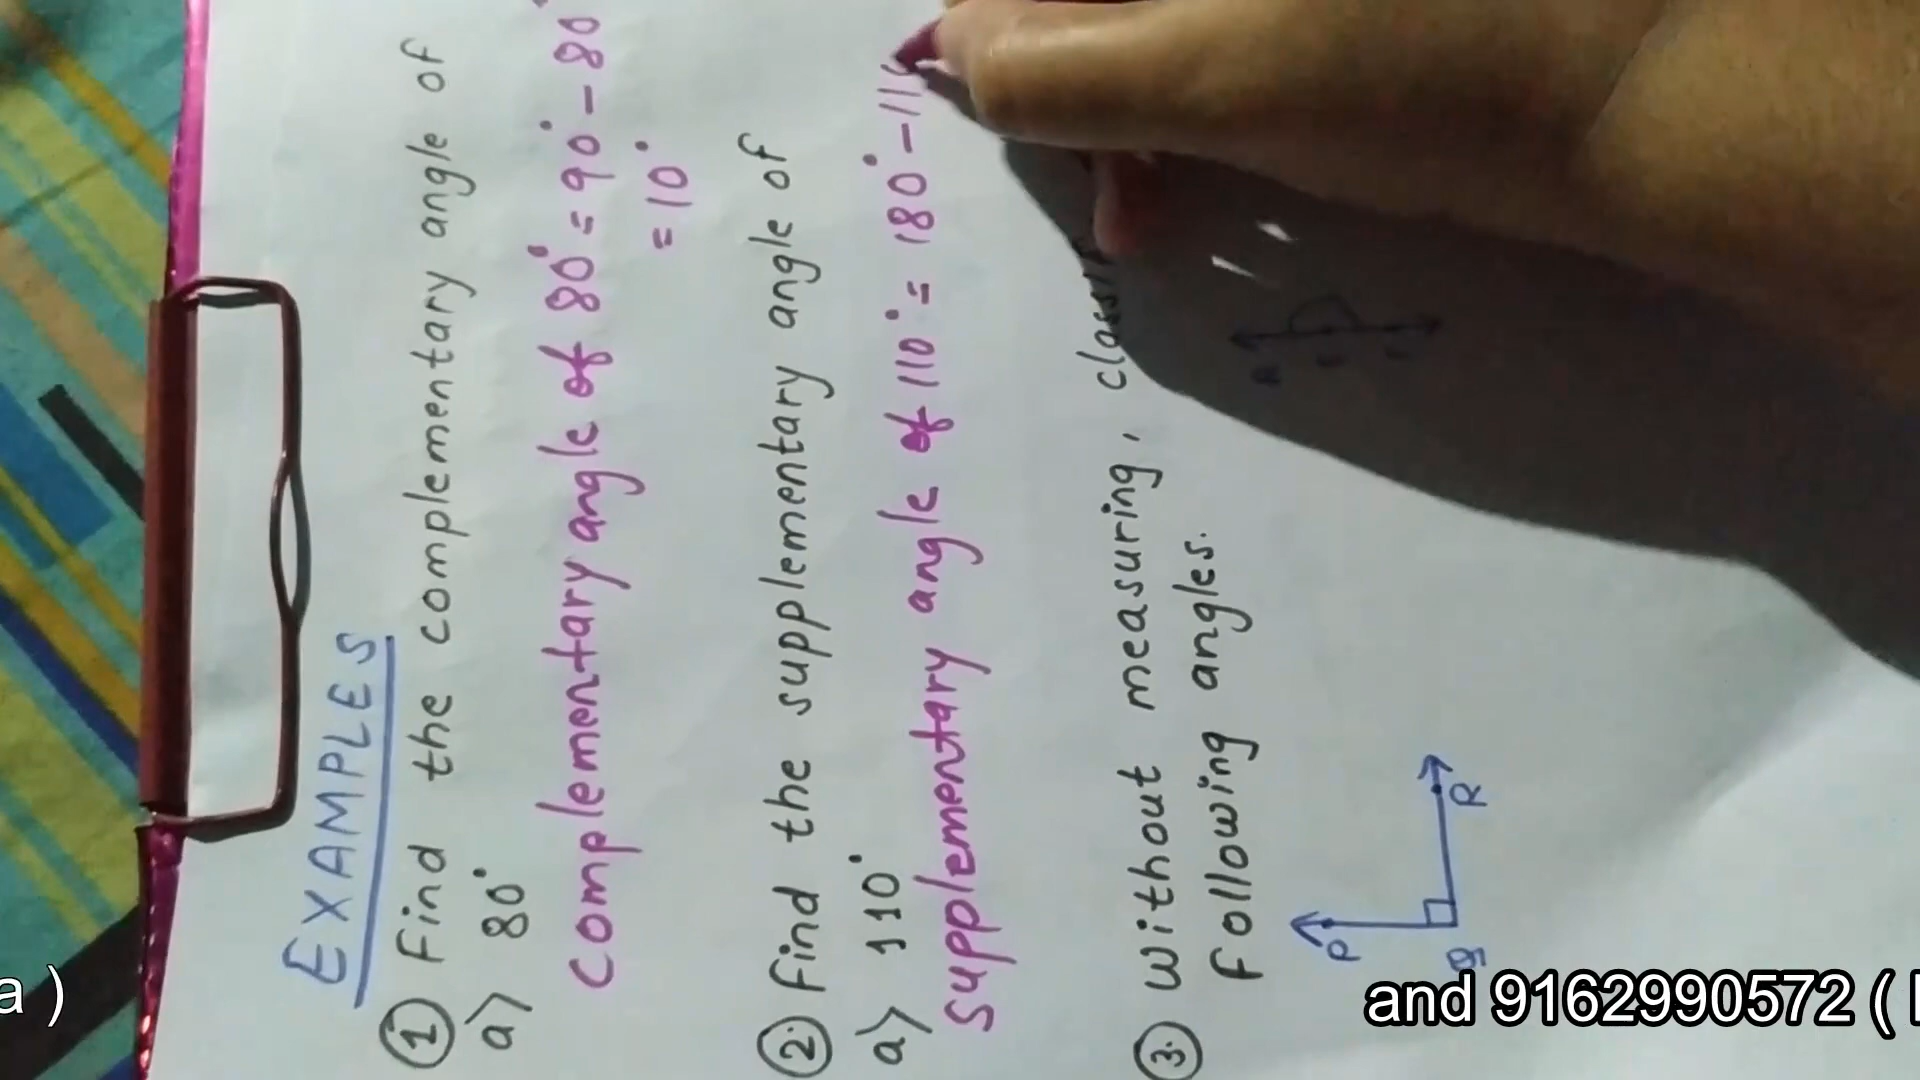 EXAMPLES
1 Find the complementary angle of
a) 80°
complementary angle of 80° = 90° - 80°
= 10°
2. Find the supplementary angle of
a) 110°
supplementary angle of 110° = 180° - 11
3. Without measuring,
following angles.
P
Q
R
a )
and 9162990572 (